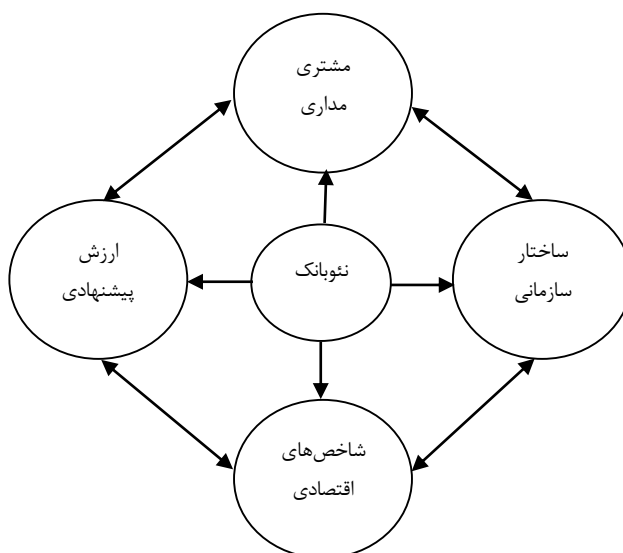 مشتری
مداری
ساختار
سازمانی
نئوبانک
ارزش
پیشنهادی
شاخص‌های
اقتصادی